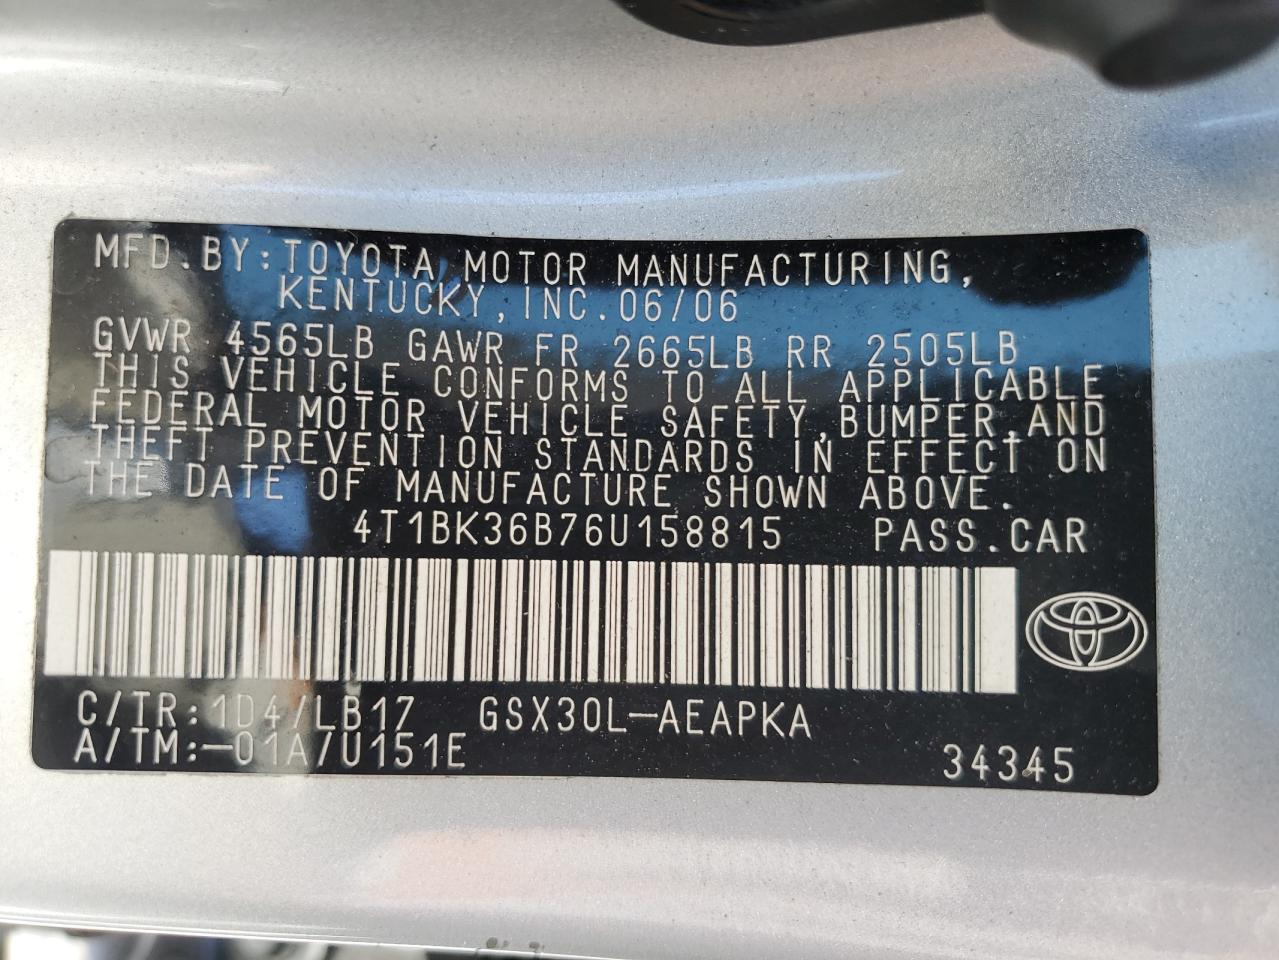 MFD.BY:TOYOTA MOTOR MANUFACTURING,
KENTUCKY,INC.06/06
GVWR 4565LB GAWR FR 2665LB RR 2505LB
THIS VEHICLE CONFORMS TO ALL APPLICABLE
FEDERAL MOTOR VEHICLE SAFETY,BUMPER,AND
THEFT PREVENTION STANDARDS IN EFFECT ON
THE DATE OF MANUFACTURE SHOWN ABOVE.
4T1BK36B76U158815 PASS.CAR
C/TR:1D4/LB17 GSX30L-AEAPKA
A/TM:-01A/U151E 34345